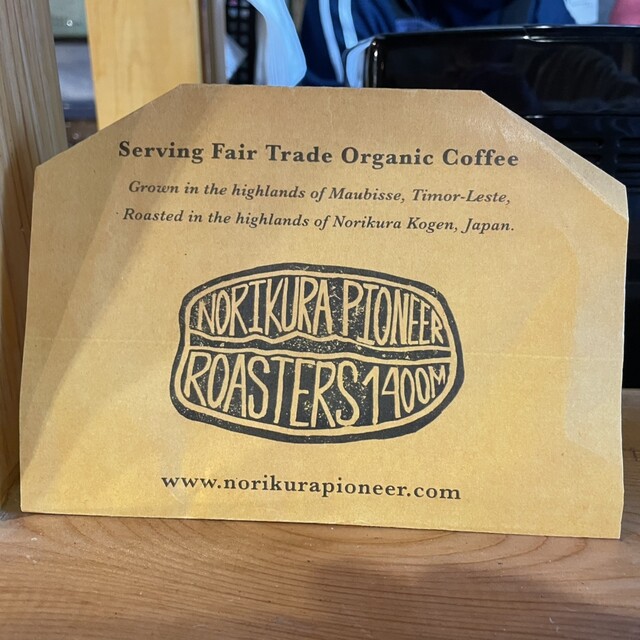 Serving Fair Trade Organic Coffee
Grown in the highlands of Maubisse, Timor-Leste,
Roasted in the highlands of Norikura Kogen, Japan.
NORIKURA PIONEER
ROASTERS 1400M
www.norikurapioneer.com